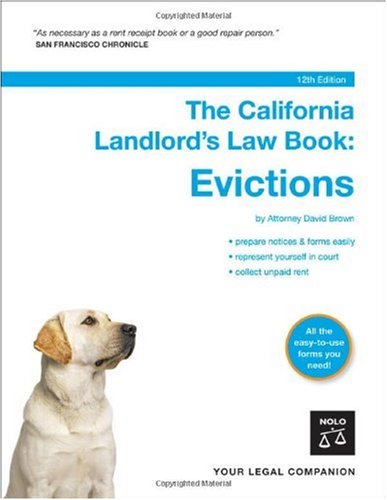 Copyrighted Material
"As necessary as a rent receipt book or a good repair person."
SAN FRANCISCO CHRONICLE
12th Edition
The California
Landlord's Law Book:
Evictions
by Attorney David Brown
• prepare notices & forms easily
• represent yourself in court
• collect unpaid rent
All the
easy-to-use
forms you
need!
NOLO
YOUR LEGAL COMPANION
Copyrighted Material